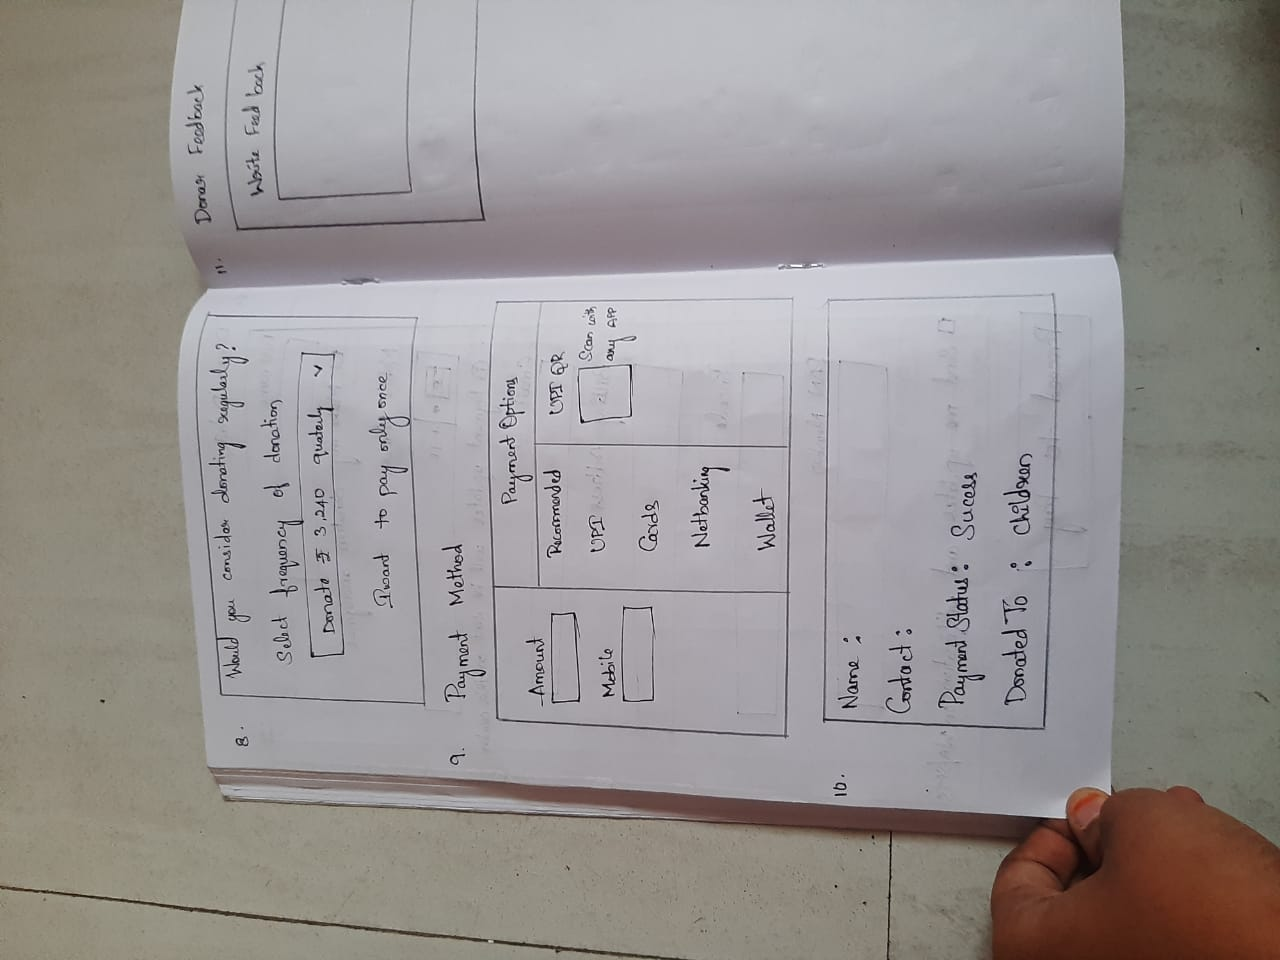 8.
Would you consider donating regularly?
Select frequency of donation
Donate ₹ 3,240 quaterly
I want to pay only once
9. Payment Method
Payment Options
Amount
Mobile
Recommended
UPI
Cards
Netbanking
Wallet
UPI QR
Scan with
any APP
10.
Name :
Contact :
Payment Status : Sucess
Donated To : Children
11. Donar Feedback
Write Feed back